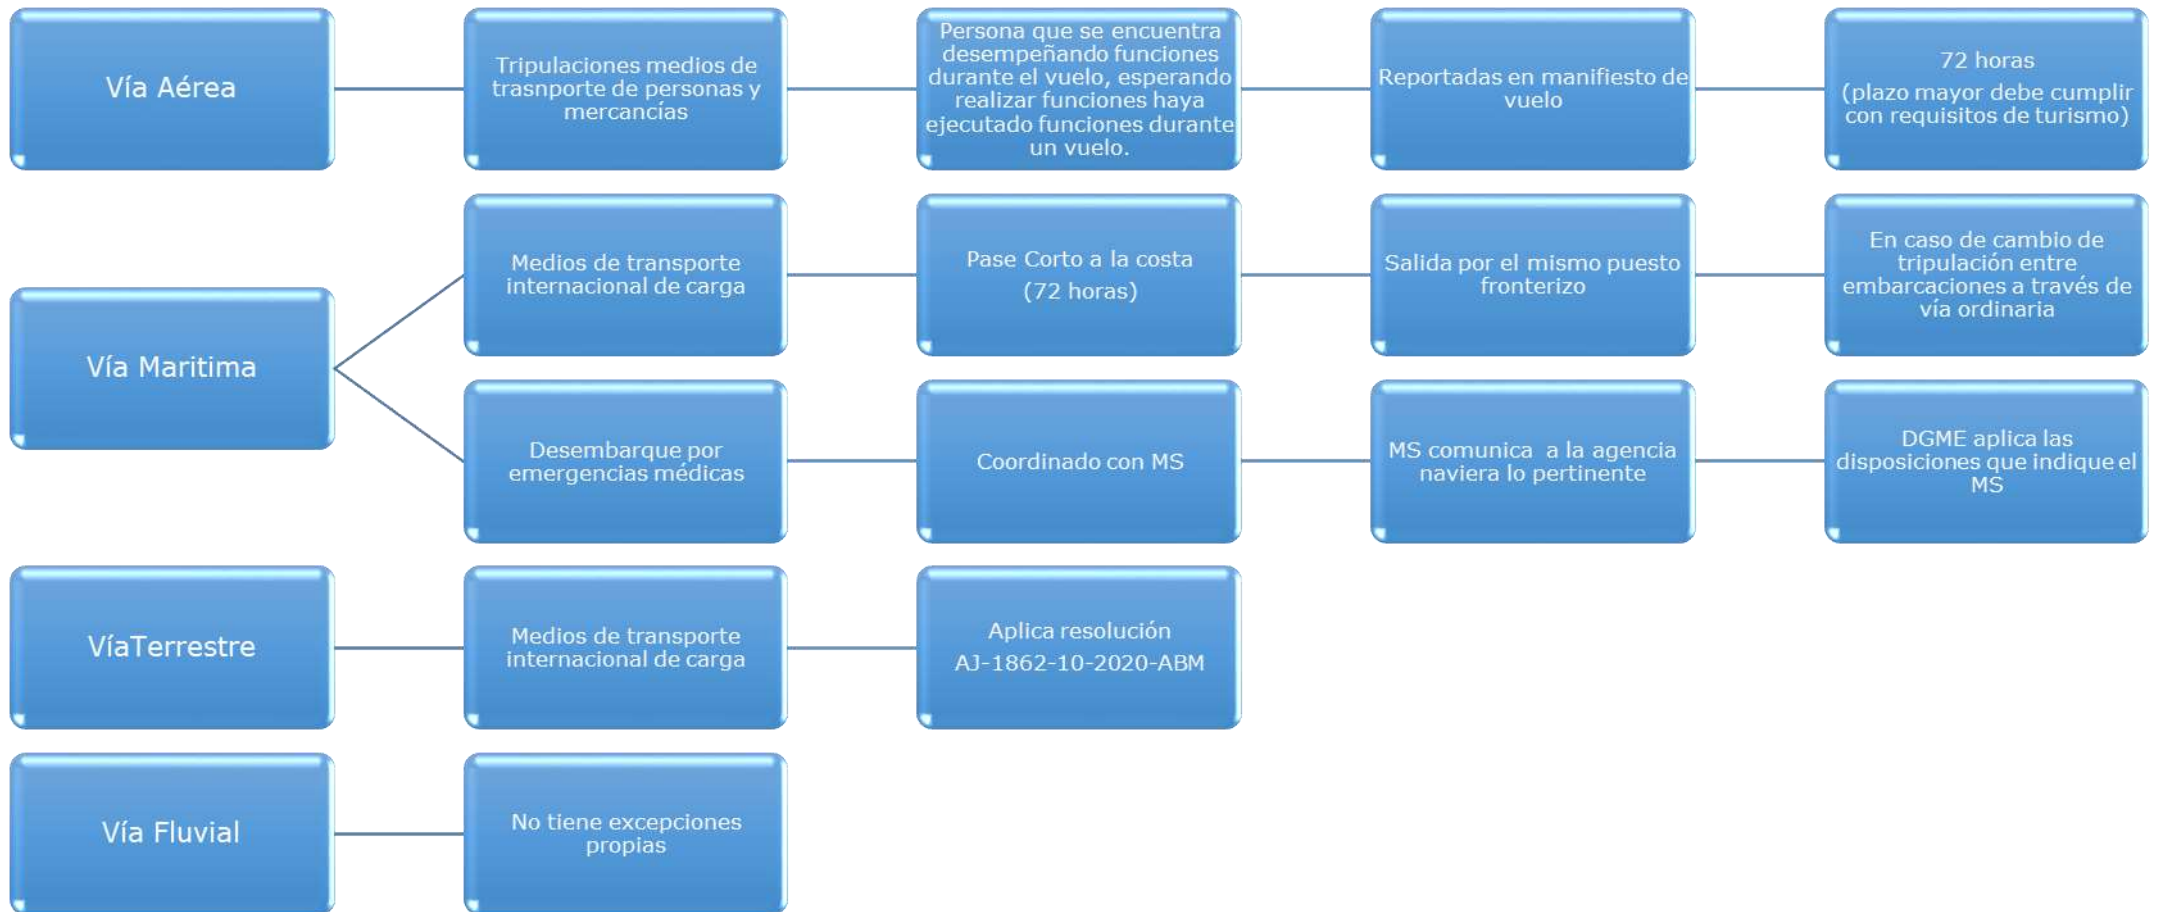 Vía Aérea
Tripulaciones medios de
trasnporte de personas y
mercancías
Persona que se encuentra
desempeñando funciones
durante el vuelo, esperando
realizar funciones haya
ejecutado funciones durante
un vuelo.
Reportadas en manifiesto de
vuelo
72 horas
(plazo mayor debe cumplir
con requisitos de turismo)
Vía Maritima
Medios de transporte
internacional de carga
Pase Corto a la costa
(72 horas)
Salida por el mismo puesto
fronterizo
En caso de cambio de
tripulación entre
embarcaciones a través de
vía ordinaria
Desembarque por
emergencias médicas
Coordinado con MS
MS comunica a la agencia
naviera lo pertinente
DGME aplica las
disposiciones que indique el
MS
VíaTerrestre
Medios de transporte
internacional de carga
Aplica resolución
AJ-1862-10-2020-ABM
Vía Fluvial
No tiene excepciones
propias